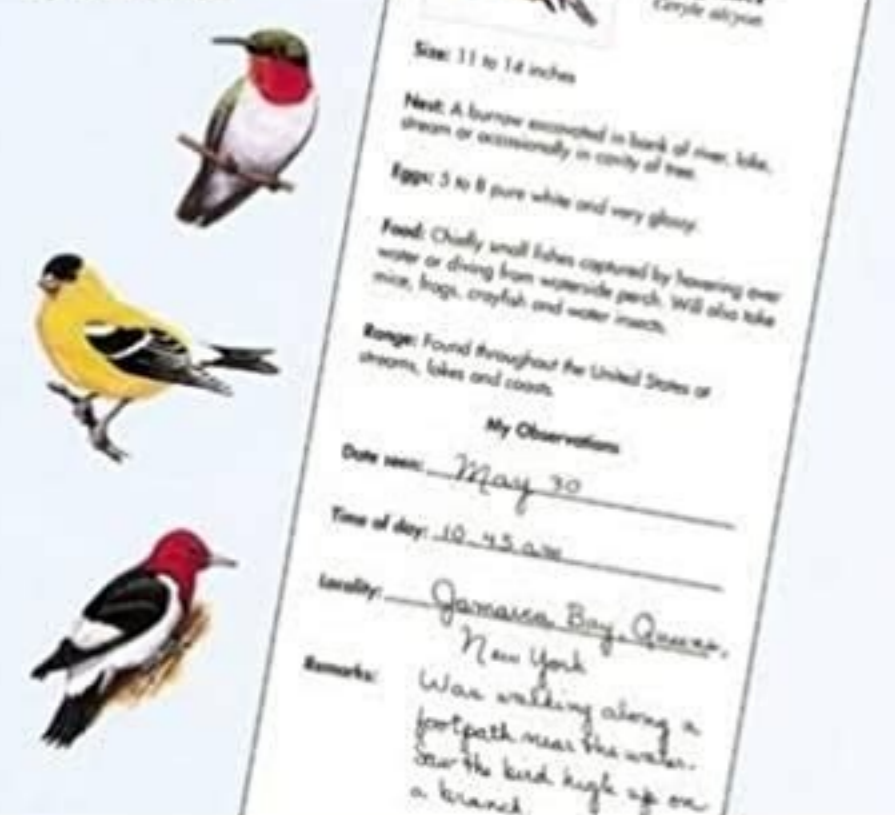 Ceryle alcyon
Size: 11 to 14 inches
Nest: A burrow excavated in bank of river, lake,
stream or occasionally in cavity of tree.
Eggs: 5 to 8 pure white and very glossy.
Food: Chiefly small fishes captured by hovering over
water or diving from waterside perch. Will also take
mice, frogs, crayfish and water insects.
Range: Found throughout the United States at
streams, lakes and coasts.
My Observations
Date seen: May 30
Time of day: 10 45 am
Locality: Jamaica Bay, Queens,
New York
Remarks: Was walking along a
footpath near the water.
Saw the bird high up on
a branch